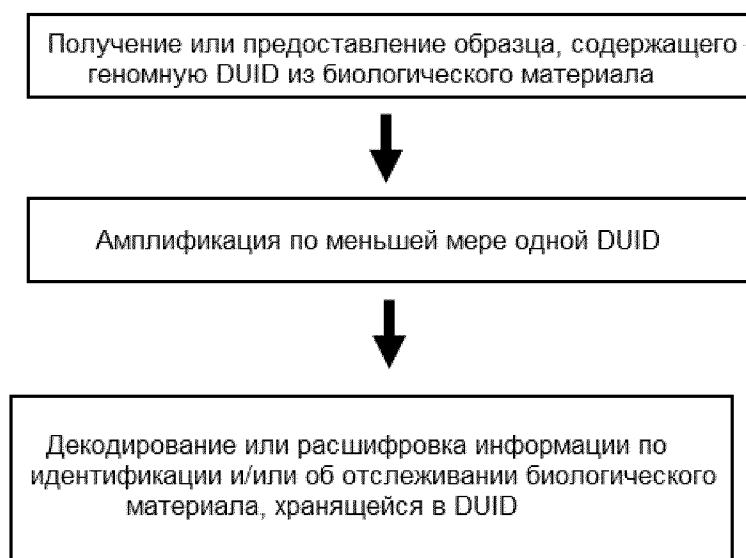 Получение или предоставление образца, содержащего
геномную DUID из биологического материала
Амплификация по меньшей мере одной DUID
Декодирование или расшифровка информации по
идентификации и/или об отслеживании биологического
материала, хранящейся в DUID